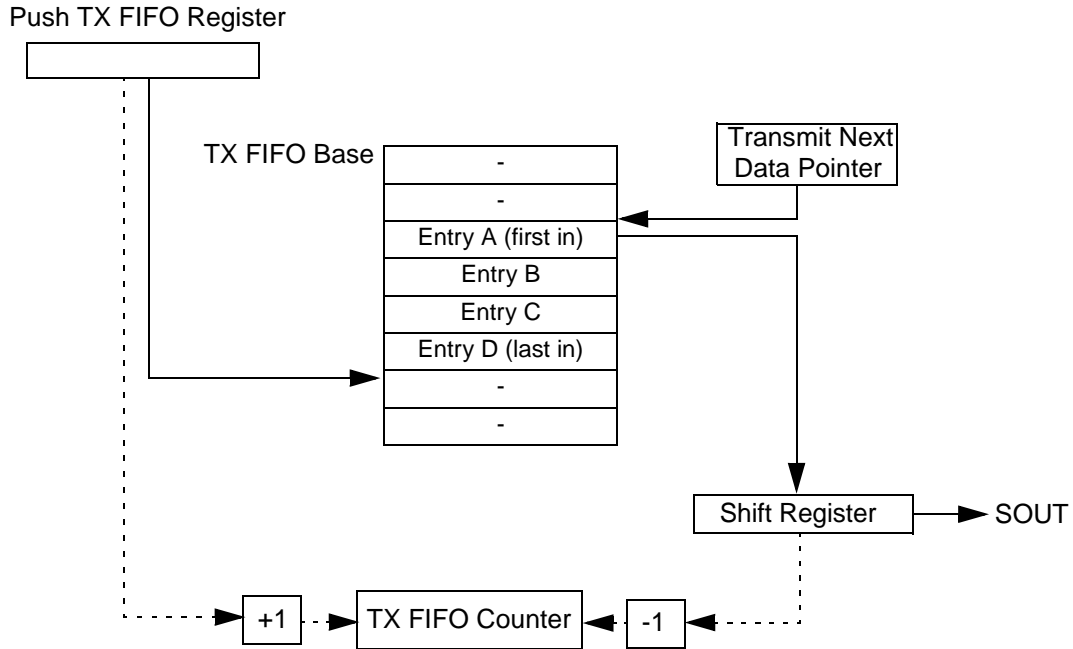 Push TX FIFO Register
TX FIFO Base
-
-
Entry A (first in)
Entry B
Entry C
Entry D (last in)
-
-
Transmit Next
Data Pointer
Shift Register
SOUT
+1
TX FIFO Counter
-1